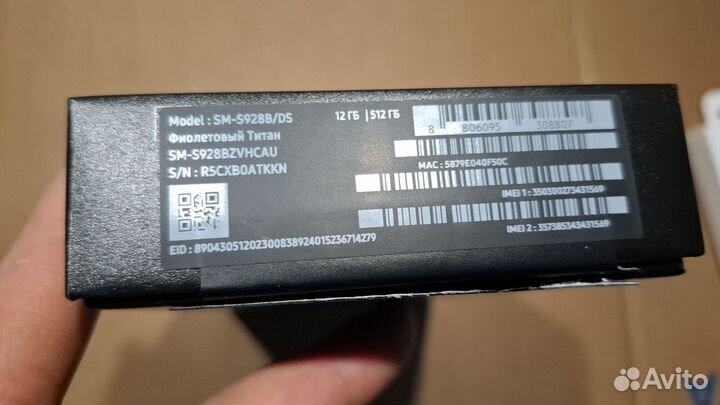 Model : SM-S928B/DS
12 ГБ | 512 ГБ
Фиолетовый Титан
SM-S928BZVHCAU
S/N : R5CXB0ATKKN
8 806095 308807
MAC : 5879E040F50C
IMEI 1 : 350300273431569
IMEI 2 : 357385343431569
EID : 89043051202300838924015236714279
Avito